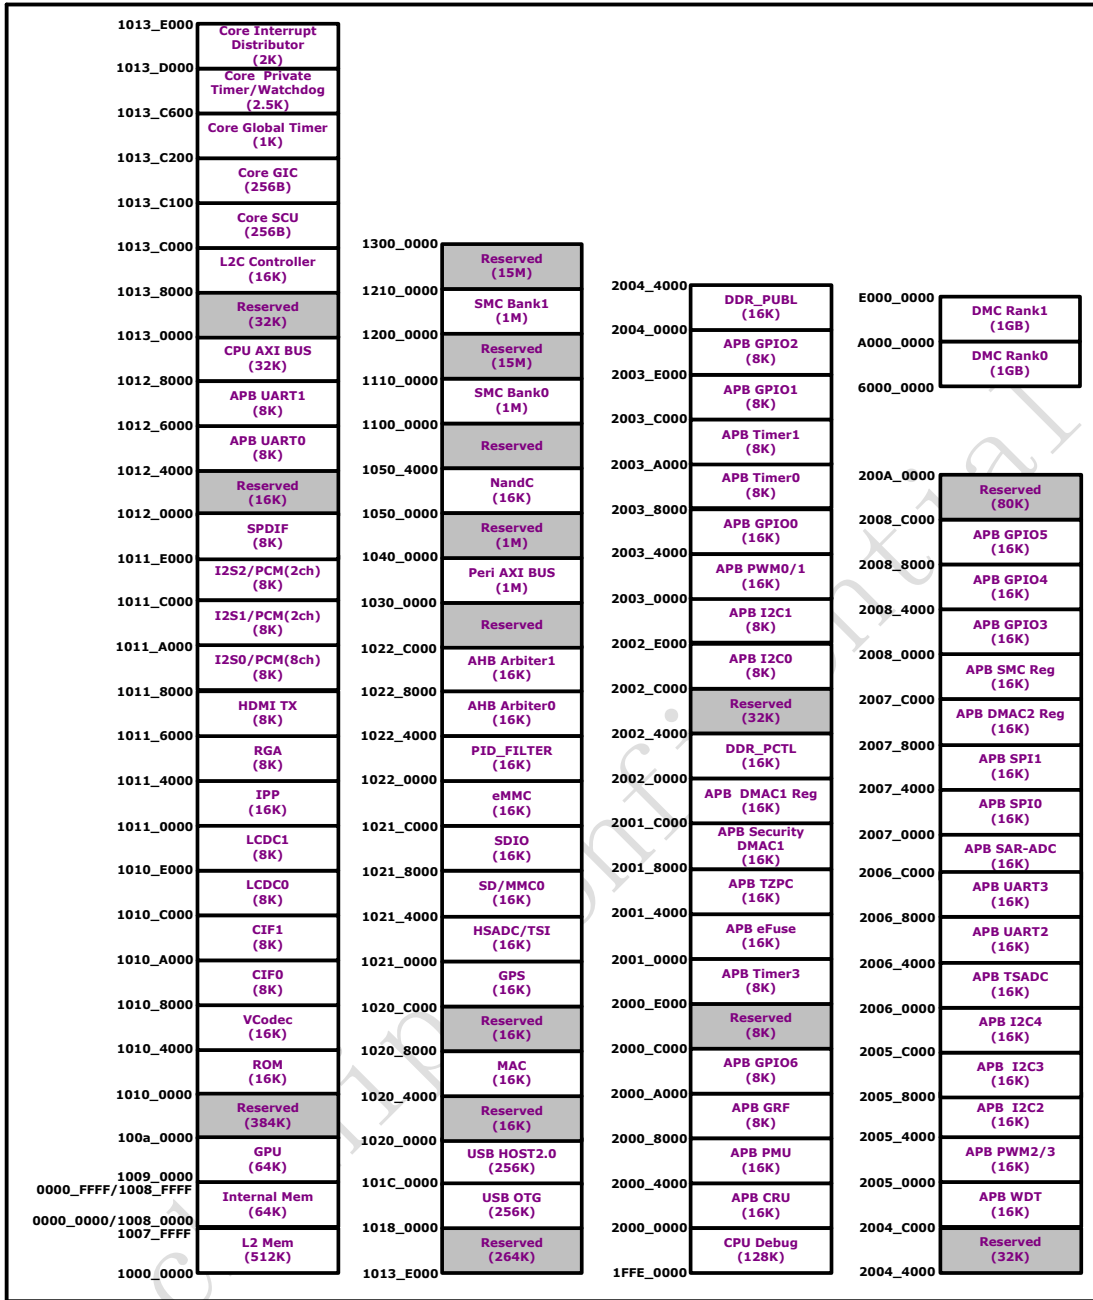 1013_E000
Core Interrupt
Distributor
(2K)
1013_D000
Core Private
Timer/Watchdog
(2.5K)
1013_C600
Core Global Timer
(1K)
1013_C200
Core GIC
(256B)
1013_C100
Core SCU
(256B)
1013_C000
L2C Controller
(16K)
1013_8000
Reserved
(32K)
1013_0000
CPU AXI BUS
(32K)
1012_8000
APB UART1
(8K)
1012_6000
APB UART0
(8K)
1012_4000
Reserved
(16K)
1012_0000
SPDIF
(8K)
1011_E000
I2S2/PCM(2ch)
(8K)
1011_C000
I2S1/PCM(2ch)
(8K)
1011_A000
I2S0/PCM(8ch)
(8K)
1011_8000
HDMI TX
(8K)
1011_6000
RGA
(8K)
1011_4000
IPP
(16K)
1011_0000
LCDC1
(8K)
1010_E000
LCDC0
(8K)
1010_C000
CIF1
(8K)
1010_A000
CIF0
(8K)
1010_8000
VCodec
(16K)
1010_4000
ROM
(16K)
1010_0000
Reserved
(384K)
100a_0000
GPU
(64K)
1009_0000
0000_FFFF/1008_FFFF
Internal Mem
(64K)
0000_0000/1008_0000
1007_FFFF
L2 Mem
(512K)
1000_0000
1300_0000
Reserved
(15M)
1210_0000
SMC Bank1
(1M)
1200_0000
Reserved
(15M)
1110_0000
SMC Bank0
(1M)
1100_0000
Reserved
1050_4000
NandC
(16K)
1050_0000
Reserved
(1M)
1040_0000
Peri AXI BUS
(1M)
1030_0000
Reserved
1022_C000
AHB Arbiter1
(16K)
1022_8000
AHB Arbiter0
(16K)
1022_4000
PID_FILTER
(16K)
1022_0000
eMMC
(16K)
1021_C000
SDIO
(16K)
1021_8000
SD/MMC0
(16K)
1021_4000
HSADC/TSI
(16K)
1021_0000
GPS
(16K)
1020_C000
Reserved
(16K)
1020_8000
MAC
(16K)
1020_4000
Reserved
(16K)
1020_0000
USB HOST2.0
(256K)
101C_0000
USB OTG
(256K)
1018_0000
Reserved
(264K)
1013_E000
2004_4000
DDR_PUBL
(16K)
2004_0000
APB GPIO2
(8K)
2003_E000
APB GPIO1
(8K)
2003_C000
APB Timer1
(8K)
2003_A000
APB Timer0
(8K)
2003_8000
APB GPIO0
(16K)
2003_4000
APB PWM0/1
(16K)
2003_0000
APB I2C1
(8K)
2002_E000
APB I2C0
(8K)
2002_C000
Reserved
(32K)
2002_4000
DDR_PCTL
(16K)
2002_0000
APB DMAC1 Reg
(16K)
2001_C000
APB Security
DMAC1
(16K)
2001_8000
APB TZPC
(16K)
2001_4000
APB eFuse
(16K)
2001_0000
APB Timer3
(8K)
2000_E000
Reserved
(8K)
2000_C000
APB GPIO6
(8K)
2000_A000
APB GRF
(8K)
2000_8000
APB PMU
(16K)
2000_4000
APB CRU
(16K)
2000_0000
CPU Debug
(128K)
1FFE_0000
E000_0000
DMC Rank1
(1GB)
A000_0000
DMC Rank0
(1GB)
6000_0000
200A_0000
Reserved
(80K)
2008_C000
APB GPIO5
(16K)
2008_8000
APB GPIO4
(16K)
2008_4000
APB GPIO3
(16K)
2008_0000
APB SMC Reg
(16K)
2007_C000
APB DMAC2 Reg
(16K)
2007_8000
APB SPI1
(16K)
2007_4000
APB SPI0
(16K)
2007_0000
APB SAR-ADC
(16K)
2006_C000
APB UART3
(16K)
2006_8000
APB UART2
(16K)
2006_4000
APB TSADC
(16K)
2006_0000
APB I2C4
(16K)
2005_C000
APB I2C3
(16K)
2005_8000
APB I2C2
(16K)
2005_4000
APB PWM2/3
(16K)
2005_0000
APB WDT
(16K)
2004_C000
Reserved
(32K)
2004_4000